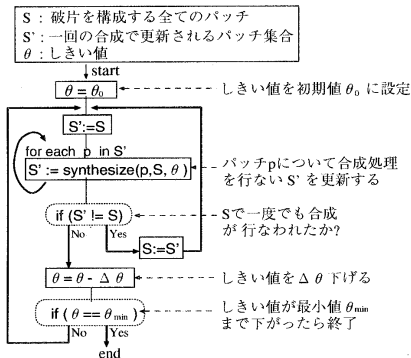 S : 破片を構成する全てのパッチ
S' : 一回の合成で更新されるパッチ集合
θ : しきい値
start
θ = θ₀
しきい値を初期値 θ₀ に設定
S':=S
for each p in S'
S' := synthesize(p,S, θ)
パッチpについて合成処理
を行ない S' を更新する
if (S' != S)
Sで一度でも合成
が 行なわれたか?
No
Yes
S:=S'
θ = θ - Δ θ
しきい値を Δ θ 下げる
if ( θ == θmin )
しきい値が最小値 θmin
まで下がったら終了
No
Yes
end